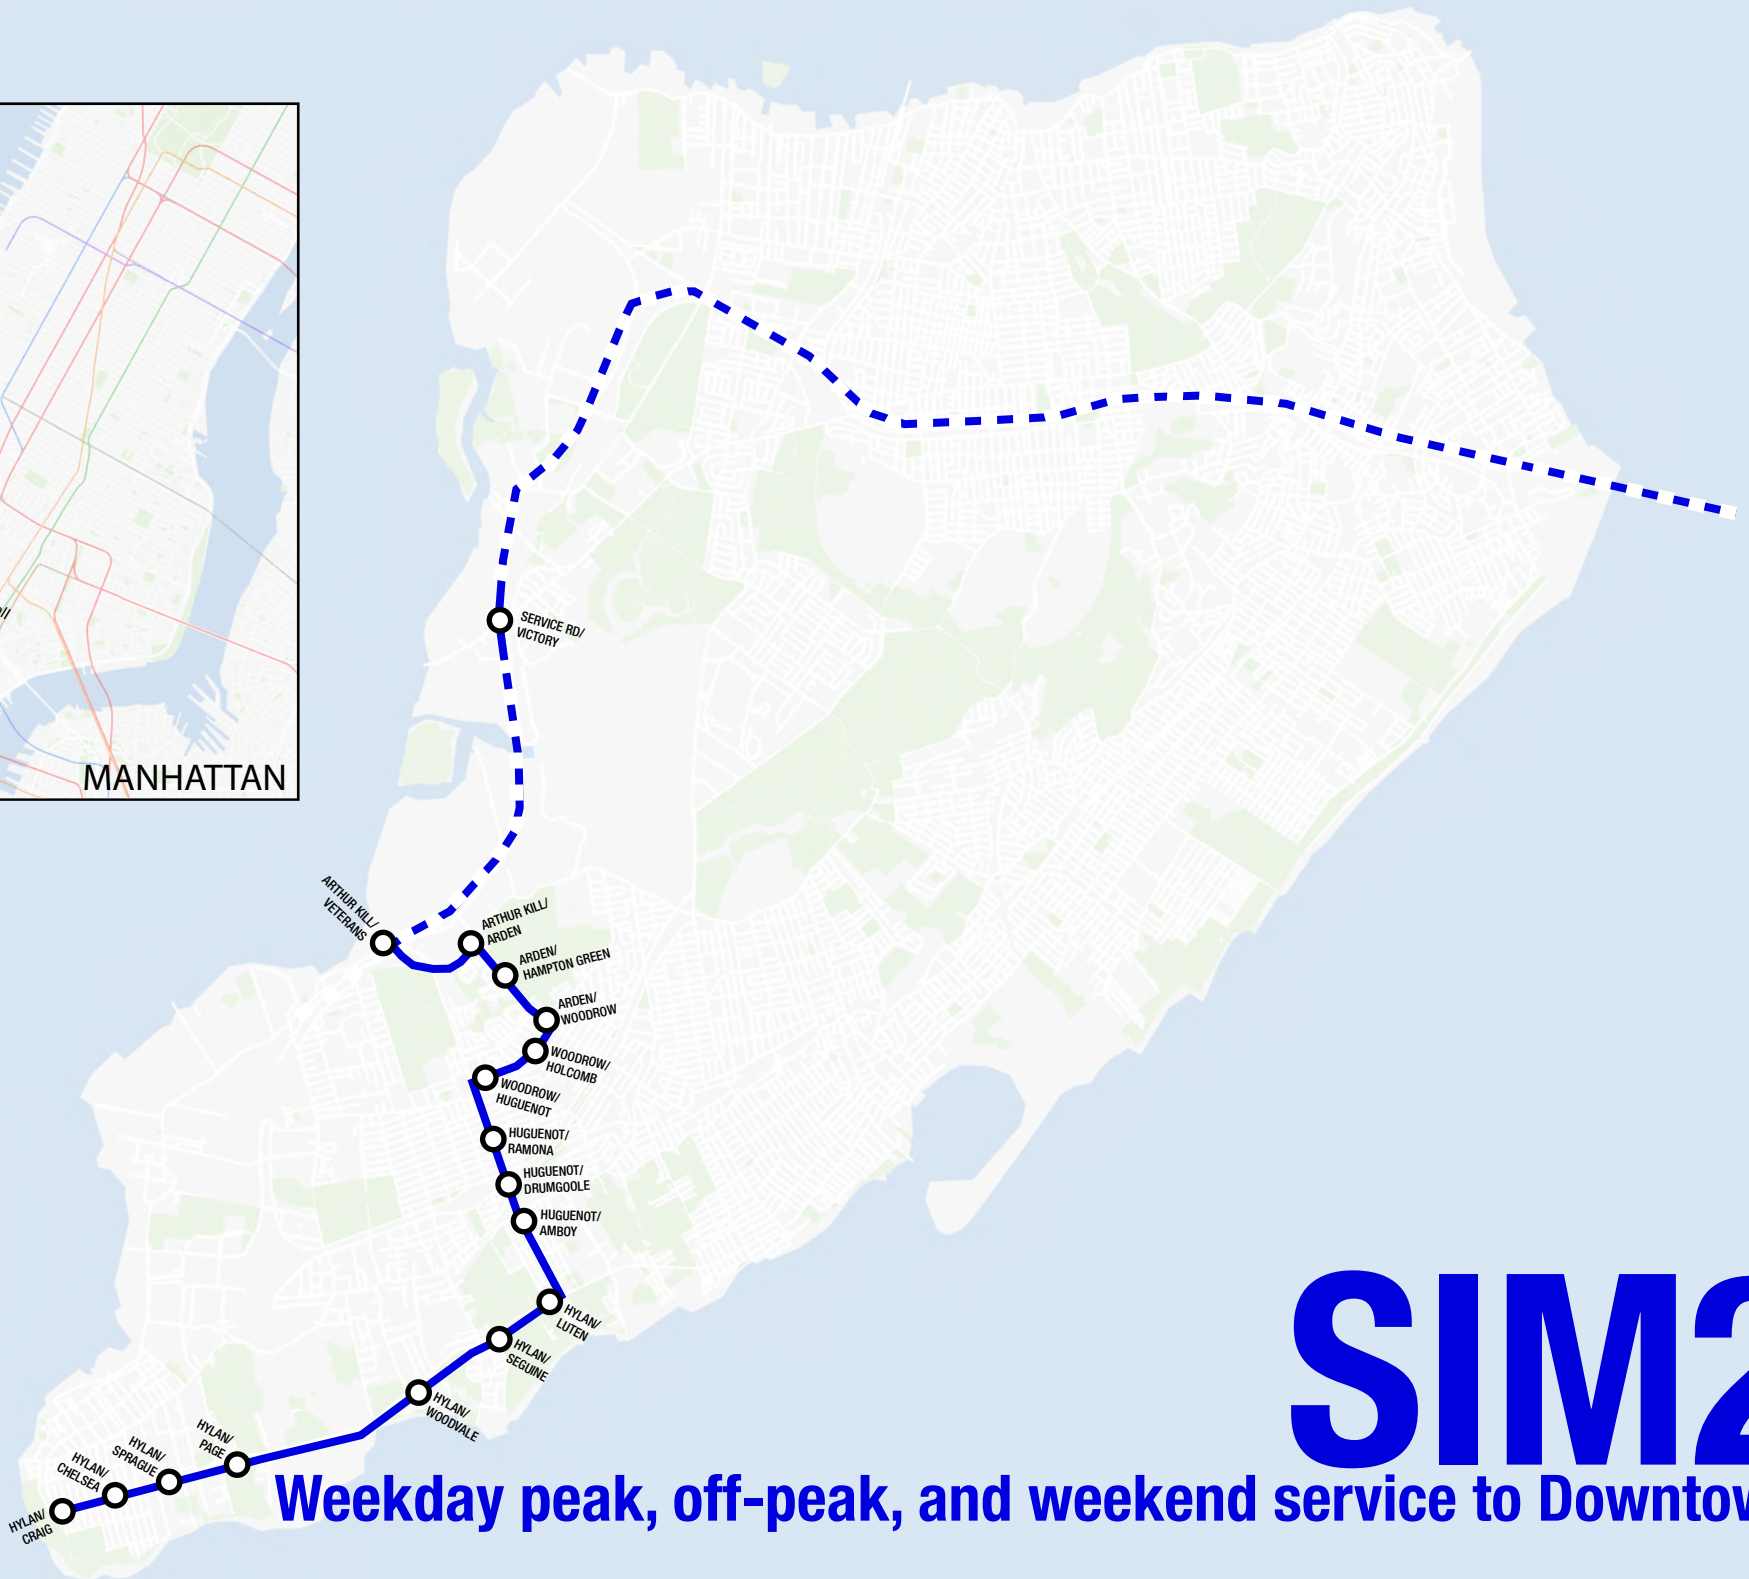 ll
MANHATTAN
SERVICE RD/
VICTORY
ARTHUR KILL/
VETERANS
ARTHUR KILL/
ARDEN
ARDEN/
HAMPTON GREEN
ARDEN/
WOODROW
WOODROW/
HOLCOMB
WOODROW/
HUGUENOT
HUGUENOT/
RAMONA
HUGUENOT/
DRUMGOOLE
HUGUENOT/
AMBOY
HYLAN/
LUTEN
HYLAN/
SEGUINE
HYLAN/
WOODVALE
HYLAN/
PAGE
HYLAN/
SPRAGUE
HYLAN/
CHELSEA
HYLAN/
CRAIG
SIM2
Weekday peak, off-peak, and weekend service to Downtow